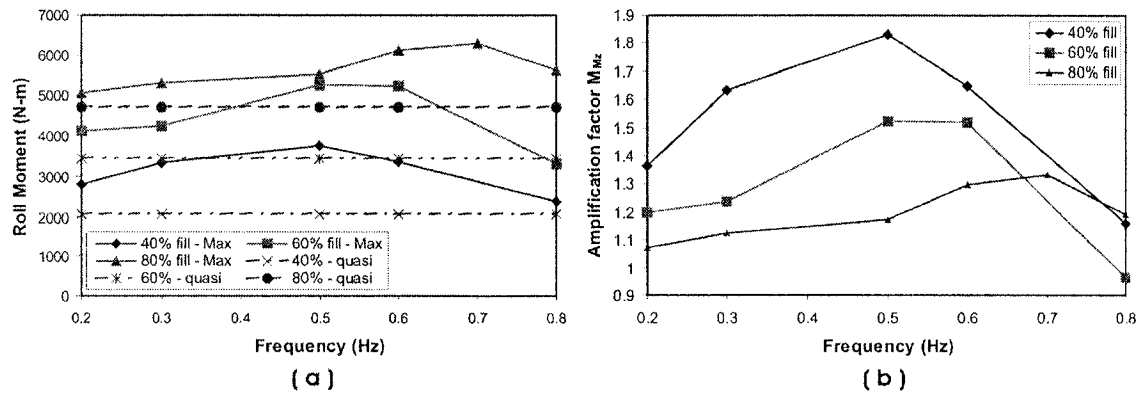 7000
6000
5000
4000
3000
2000
1000
0
Roll Moment (N-m)
40% fill - Max
60% fill - Max
80% fill - Max
40% - quasi
60% - quasi
80% - quasi
0.2 0.3 0.4 0.5 0.6 0.7 0.8
Frequency (Hz)
( a )
1.9
1.8
1.7
1.6
1.5
1.4
1.3
1.2
1.1
1
0.9
Amplification factor MMz
40% fill
60% fill
80% fill
0.2 0.3 0.4 0.5 0.6 0.7 0.8
Frequency (Hz)
( b )